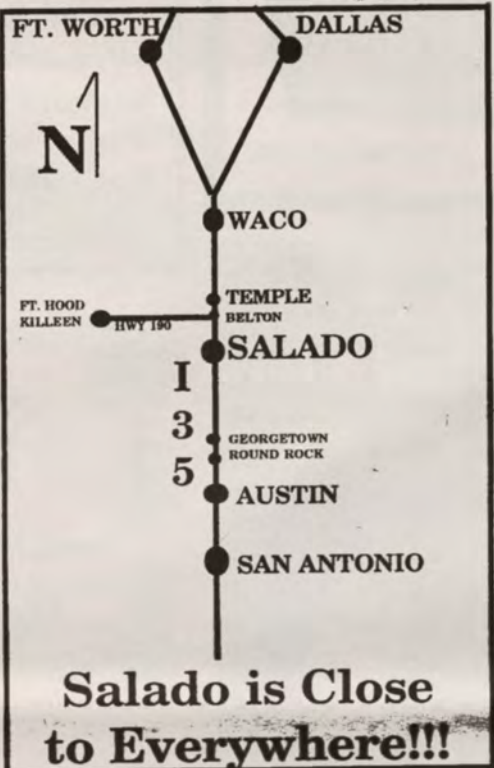 FT. WORTH
DALLAS
N
WACO
TEMPLE
FT. HOOD
KILLEEN
HWY 190
BELTON
SALADO
I
3
5
GEORGETOWN
ROUND ROCK
AUSTIN
SAN ANTONIO
Salado is Close
to Everywhere!!!